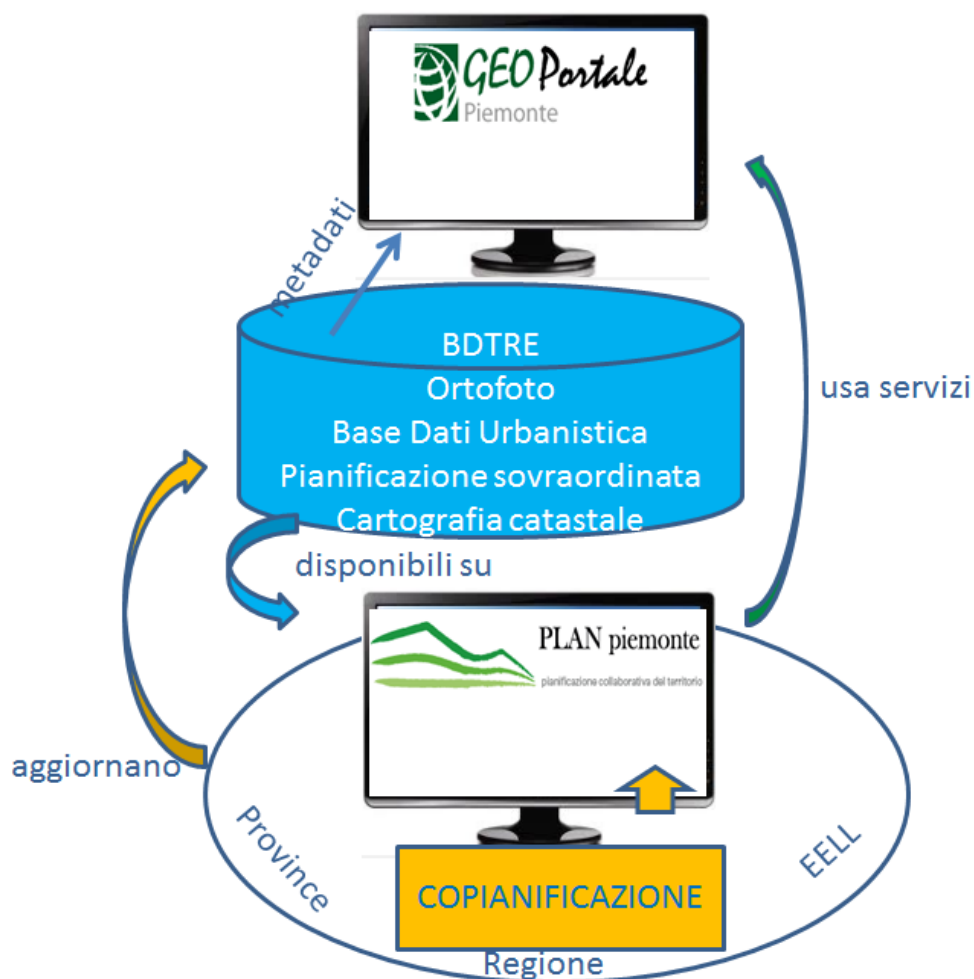 GEO Portale
Piemonte
metadati
BDTRE
Ortofoto
Base Dati Urbanistica
Pianificazione sovraordinata
Cartografia catastale
usa servizi
disponibili su
PLAN piemonte
pianificazione collaborativa del territorio
aggiornano
Province
EELL
COPIANIFICAZIONE
Regione